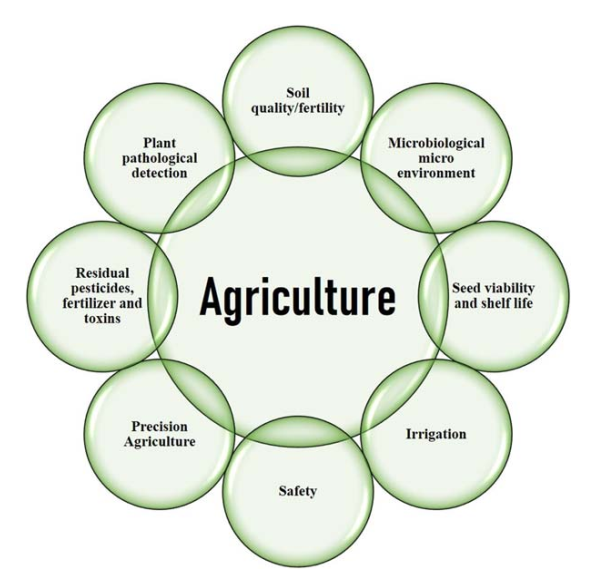 Soil
quality/fertility
Microbiological
micro
environment
Seed viability
and shelf life
Irrigation
Safety
Precision
Agriculture
Residual
pesticides,
fertilizer and
toxins
Plant
pathological
detection
Agriculture